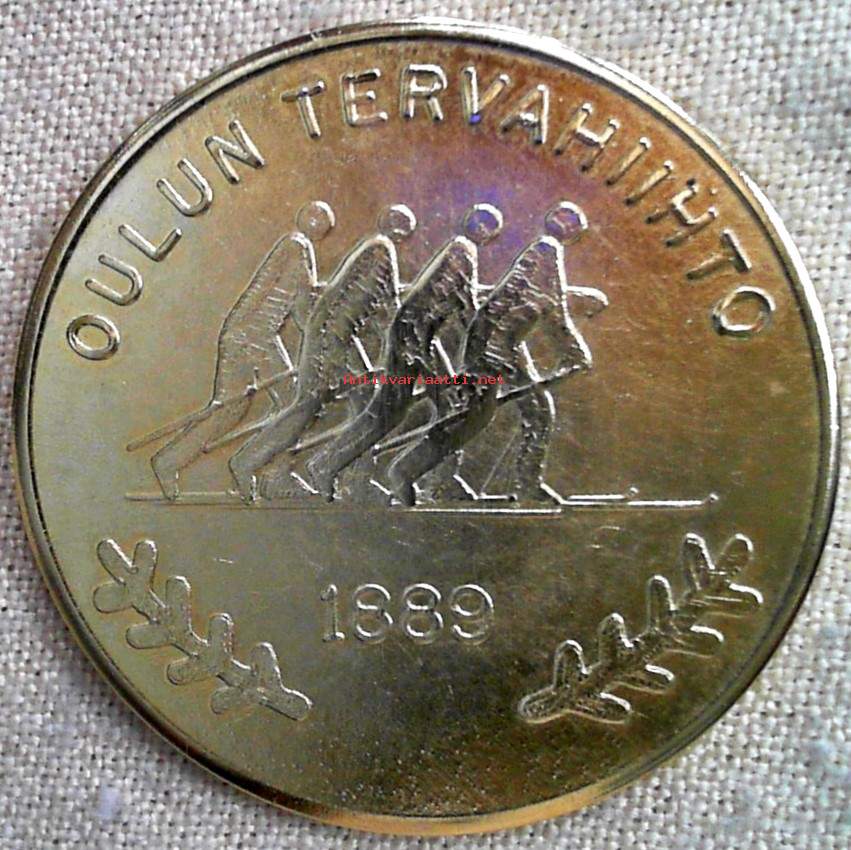 OULUN TERVAHIIHTO
Antikvariaatti.net
1889